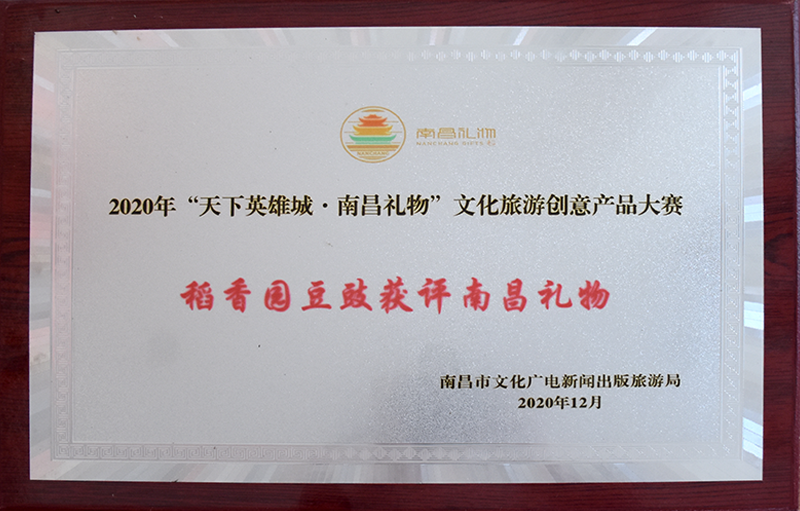 南昌礼物
NANCHANG GIFTS
NANCHANG
2020年“天下英雄城·南昌礼物”文化旅游创意产品大赛
稻香园豆豉获评南昌礼物
南昌市文化广电新闻出版旅游局
2020年12月